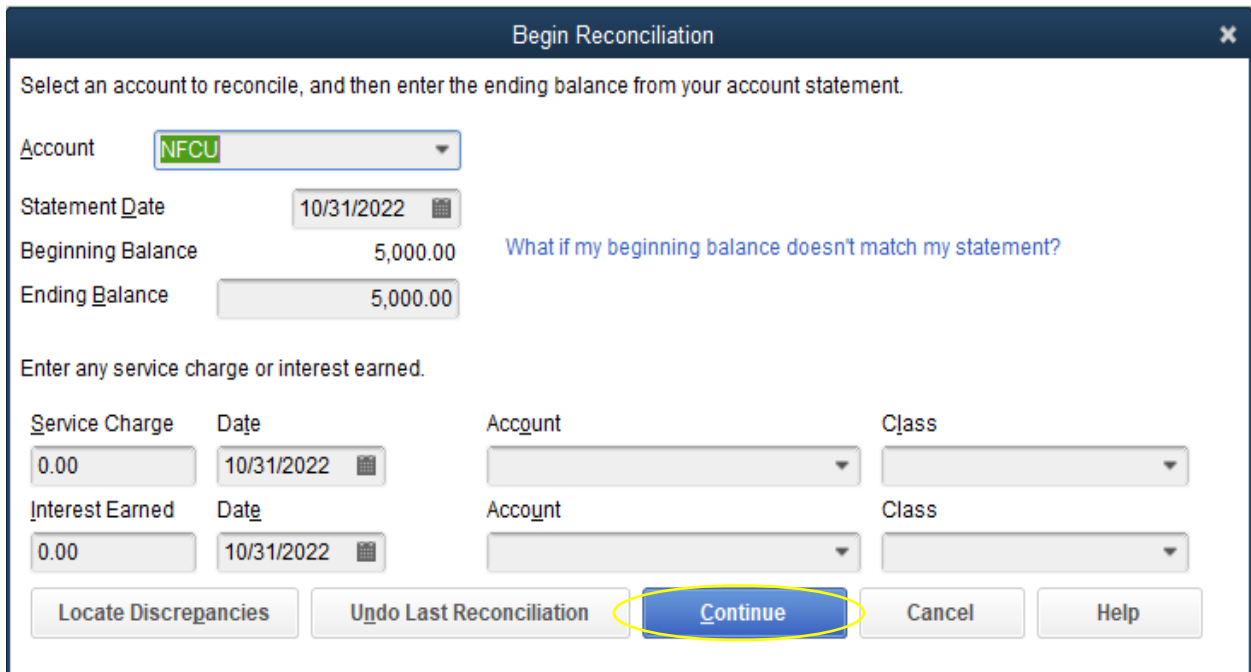 Begin Reconciliation
Select an account to reconcile, and then enter the ending balance from your account statement.
Account NFCU
Statement Date 10/31/2022
Beginning Balance 5,000.00 What if my beginning balance doesn't match my statement?
Ending Balance 5,000.00
Enter any service charge or interest earned.
Service Charge Date Account Class
0.00 10/31/2022
Interest Earned Date Account Class
0.00 10/31/2022
Locate Discrepancies Undo Last Reconciliation Continue Cancel Help